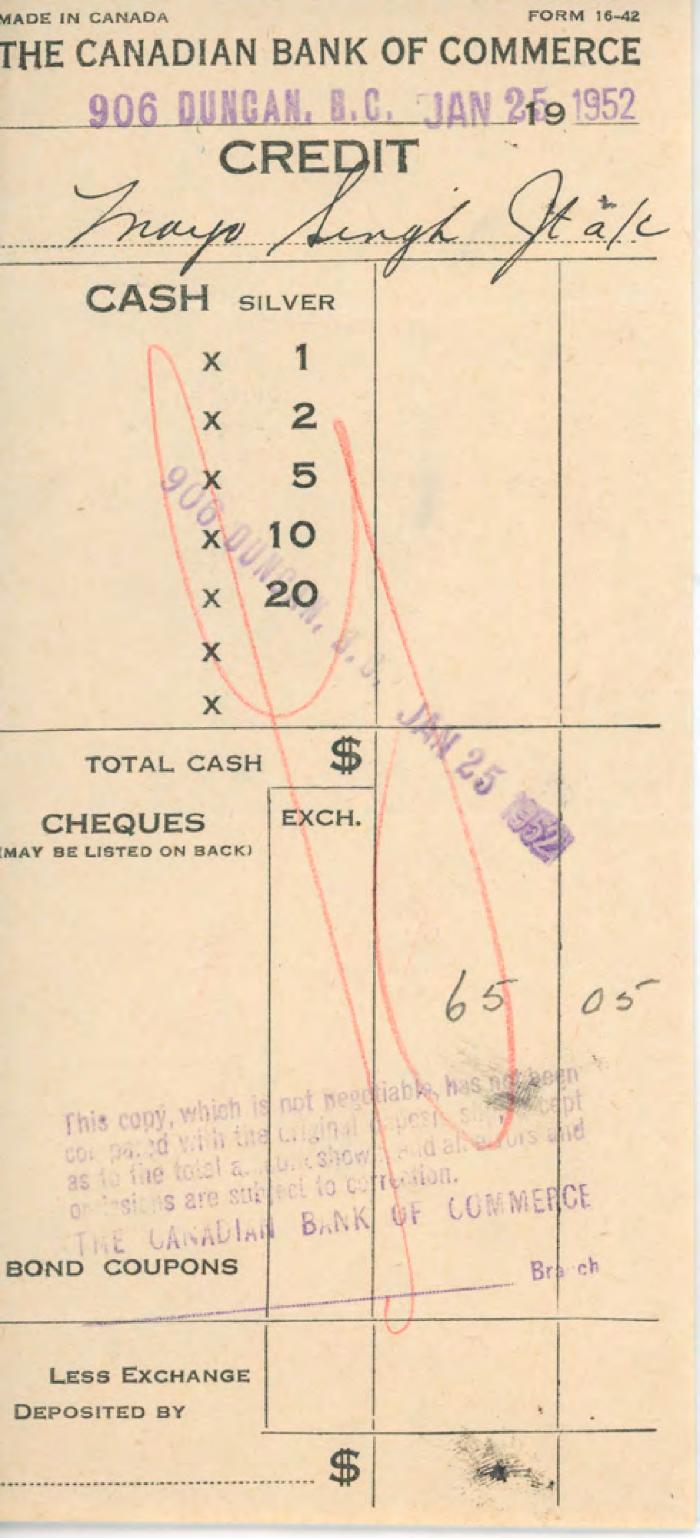 MADE IN CANADA FORM 16-42
THE CANADIAN BANK OF COMMERCE
906 DUNCAN, B.C. JAN 25 19 1952
CREDIT
Mayo Singh Jt a/c
CASH SILVER
x 1
x 2
x 5
x 10
x 20
x
x
906 DUNCAN, B.C. JAN 25 1952
TOTAL CASH $
CHEQUES EXCH.
(MAY BE LISTED ON BACK)
65 05
This copy, which is not negotiable, has not been
compared with the original deposit slip except
as to the total amount shown and all errors and
omissions are subject to correction.
THE CANADIAN BANK OF COMMERCE
BOND COUPONS
Branch
LESS EXCHANGE
DEPOSITED BY
$